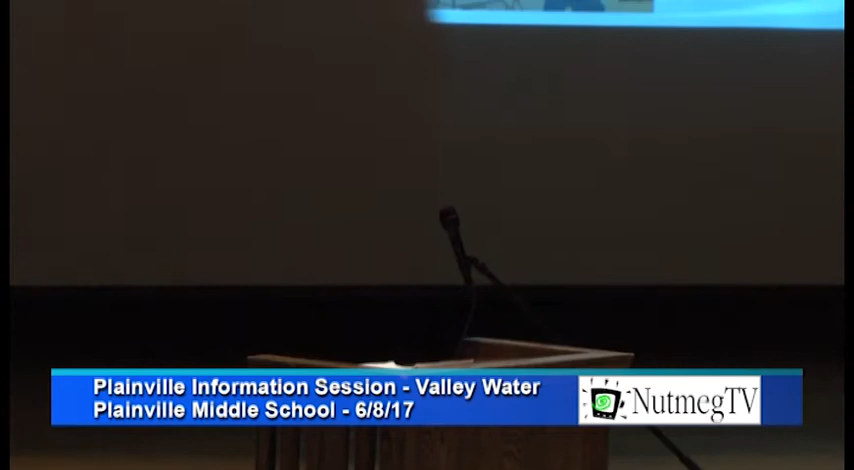 Plainville Information Session - Valley Water
Plainville Middle School - 6/8/17
NutmegTV